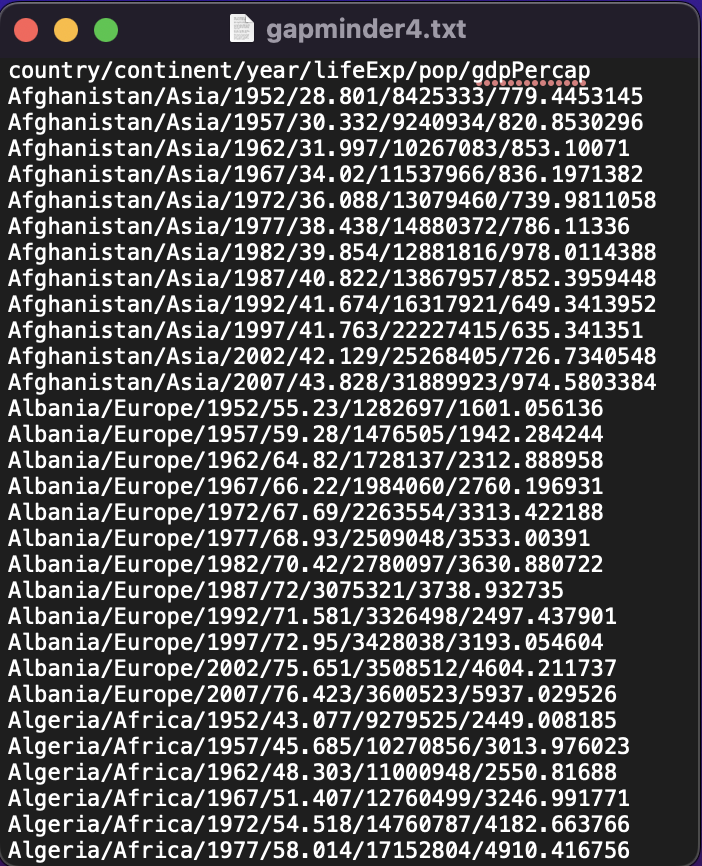 gapminder4.txt
country/continent/year/lifeExp/pop/gdpPercap
Afghanistan/Asia/1952/28.801/8425333/779.4453145
Afghanistan/Asia/1957/30.332/9240934/820.8530296
Afghanistan/Asia/1962/31.997/10267083/853.10071
Afghanistan/Asia/1967/34.02/11537966/836.1971382
Afghanistan/Asia/1972/36.088/13079460/739.9811058
Afghanistan/Asia/1977/38.438/14880372/786.11336
Afghanistan/Asia/1982/39.854/12881816/978.0114388
Afghanistan/Asia/1987/40.822/13867957/852.3959448
Afghanistan/Asia/1992/41.674/16317921/649.3413952
Afghanistan/Asia/1997/41.763/22227415/635.341351
Afghanistan/Asia/2002/42.129/25268405/726.7340548
Afghanistan/Asia/2007/43.828/31889923/974.5803384
Albania/Europe/1952/55.23/1282697/1601.056136
Albania/Europe/1957/59.28/1476505/1942.284244
Albania/Europe/1962/64.82/1728137/2312.888958
Albania/Europe/1967/66.22/1984060/2760.196931
Albania/Europe/1972/67.69/2263554/3313.422188
Albania/Europe/1977/68.93/2509048/3533.00391
Albania/Europe/1982/70.42/2780097/3630.880722
Albania/Europe/1987/72/3075321/3738.932735
Albania/Europe/1992/71.581/3326498/2497.437901
Albania/Europe/1997/72.95/3428038/3193.054604
Albania/Europe/2002/75.651/3508512/4604.211737
Albania/Europe/2007/76.423/3600523/5937.029526
Algeria/Africa/1952/43.077/9279525/2449.008185
Algeria/Africa/1957/45.685/10270856/3013.976023
Algeria/Africa/1962/48.303/11000948/2550.81688
Algeria/Africa/1967/51.407/12760499/3246.991771
Algeria/Africa/1972/54.518/14760787/4182.663766
Algeria/Africa/1977/58.014/17152804/4910.416756